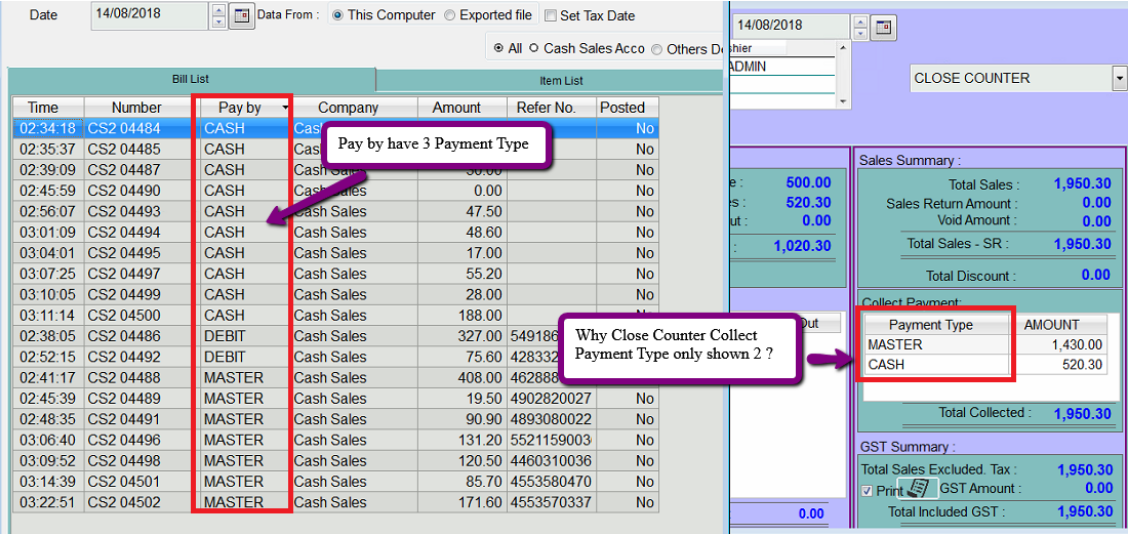 Date 14/08/2018 Data From : This Computer Exported file Set Tax Date
All Cash Sales Acco Others D
Bill List Item List
Time Number Pay by Company Amount Refer No. Posted
02:34:18 CS2 04484 CASH Cas No
02:35:37 CS2 04485 CASH Cas No
02:39:09 CS2 04487 CASH Cas 50.00 No
02:45:59 CS2 04490 CASH Cash Sales 0.00 No
02:56:07 CS2 04493 CASH Cash Sales 47.50 No
03:01:09 CS2 04494 CASH Cash Sales 48.60 No
03:04:01 CS2 04495 CASH Cash Sales 17.00 No
03:07:25 CS2 04497 CASH Cash Sales 55.20 No
03:10:05 CS2 04499 CASH Cash Sales 28.00 No
03:11:14 CS2 04500 CASH Cash Sales 188.00 No
02:38:05 CS2 04486 DEBIT Cash Sales 327.00 549186
02:52:15 CS2 04492 DEBIT Cash Sales 75.60 428332
02:41:17 CS2 04488 MASTER Cash Sales 408.00 462888
02:45:39 CS2 04489 MASTER Cash Sales 19.50 4902820027 No
02:48:35 CS2 04491 MASTER Cash Sales 90.90 4893080022 No
03:06:40 CS2 04496 MASTER Cash Sales 131.20 5521159003 No
03:09:52 CS2 04498 MASTER Cash Sales 120.50 4460310036 No
03:14:39 CS2 04501 MASTER Cash Sales 85.70 4553580470 No
03:22:51 CS2 04502 MASTER Cash Sales 171.60 4553570337 No
Pay by have 3 Payment Type
Why Close Counter Collect
Payment Type only shown 2 ?
14/08/2018
shier
ADMIN
CLOSE COUNTER
e : 500.00
es : 520.30
ut : 0.00
: 1,020.30
Out
0.00
Sales Summary :
Total Sales : 1,950.30
Sales Return Amount : 0.00
Void Amount : 0.00
Total Sales - SR : 1,950.30
Total Discount : 0.00
Collect Payment:
Payment Type AMOUNT
MASTER 1,430.00
CASH 520.30
Total Collected : 1,950.30
GST Summary :
Total Sales Excluded. Tax : 1,950.30
Print GST Amount : 0.00
Total Included GST : 1,950.30